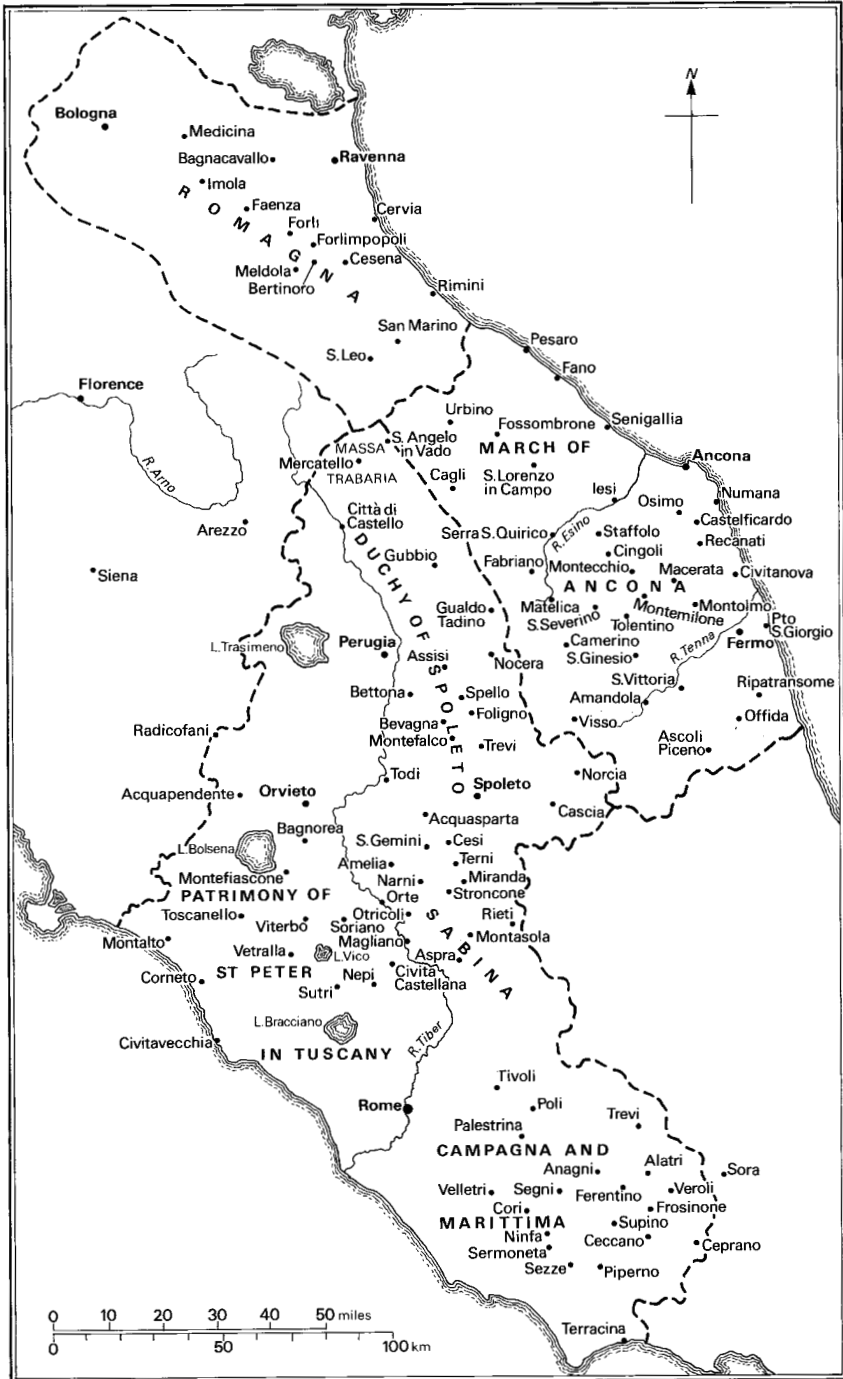 N
Bologna
Medicina
Bagnacavallo
Ravenna
Imola
ROMAGNA
Faenza
Cervia
Forlì
Forlimpopoli
Cesena
Meldola
Bertinoro
Rimini
San Marino
S. Leo
Pesaro
Fano
Florence
Urbino
Fossombrone
Senigallia
S. Angelo
in Vado
MARCH OF
MASSA
Mercatello
TRABARIA
Ancona
R. Arno
Cagli
S. Lorenzo
in Campo
Iesi
Numana
Osimo
Arezzo
Città di
Castello
Castelficardo
R. Esino
Serra S. Quirico
Staffolo
Recanati
DUCHY OF
SPOLETO
Gubbio
Cingoli
Siena
Fabriano
Montecchio
Macerata
Civitanova
ANCONA
Matelica
Montemilone
Montolmo
Gualdo
Tadino
S. Severino
Tolentino
Pto
S. Giorgio
L. Trasimeno
Perugia
Camerino
Fermo
Assisi
Nocera
S. Ginesio
R. Tenna
Bettona
Spello
S. Vittoria
Ripatransome
Foligno
Amandola
Bevagna
Visso
Offida
Radicofani
Montefalco
Trevi
Ascoli
Piceno
Todi
Norcia
Acquapendente
Orvieto
Spoleto
Cascia
Acquasparta
Bagnorea
S. Gemini
Cesi
L. Bolsena
Amelia
Terni
Montefiascone
Narni
Miranda
PATRIMONY OF
Orte
Stroncone
Toscanello
Viterbo
Soriano
Otricoli
SABINA
Rieti
Montalto
Magliano
Montasola
Vetralla
L. Vico
Aspra
Corneto
ST PETER
Nepi
Civita
Castellana
Sutri
L. Bracciano
Civitavecchia
IN TUSCANY
R. Tiber
Tivoli
Rome
Poli
Trevi
Palestrina
CAMPAGNA AND
Anagni
Alatri
Sora
Velletri
Segni
Ferentino
Veroli
Cori
Frosinone
MARITTIMA
Supino
Ninfa
Ceccano
Ceprano
Sermoneta
Sezze
Piperno
Terracina
0 10 20 30 40 50 miles
0 50 100 km